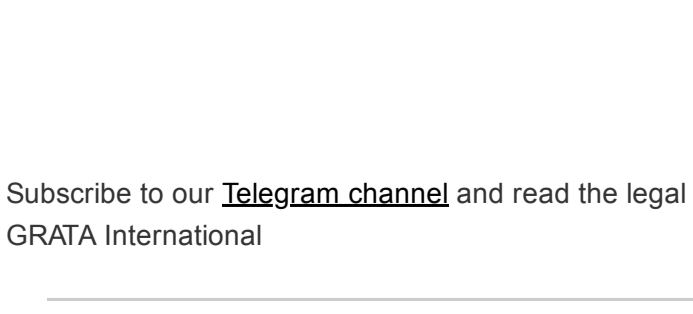 Subscribe to our Telegram channel and read the legal
GRATA International